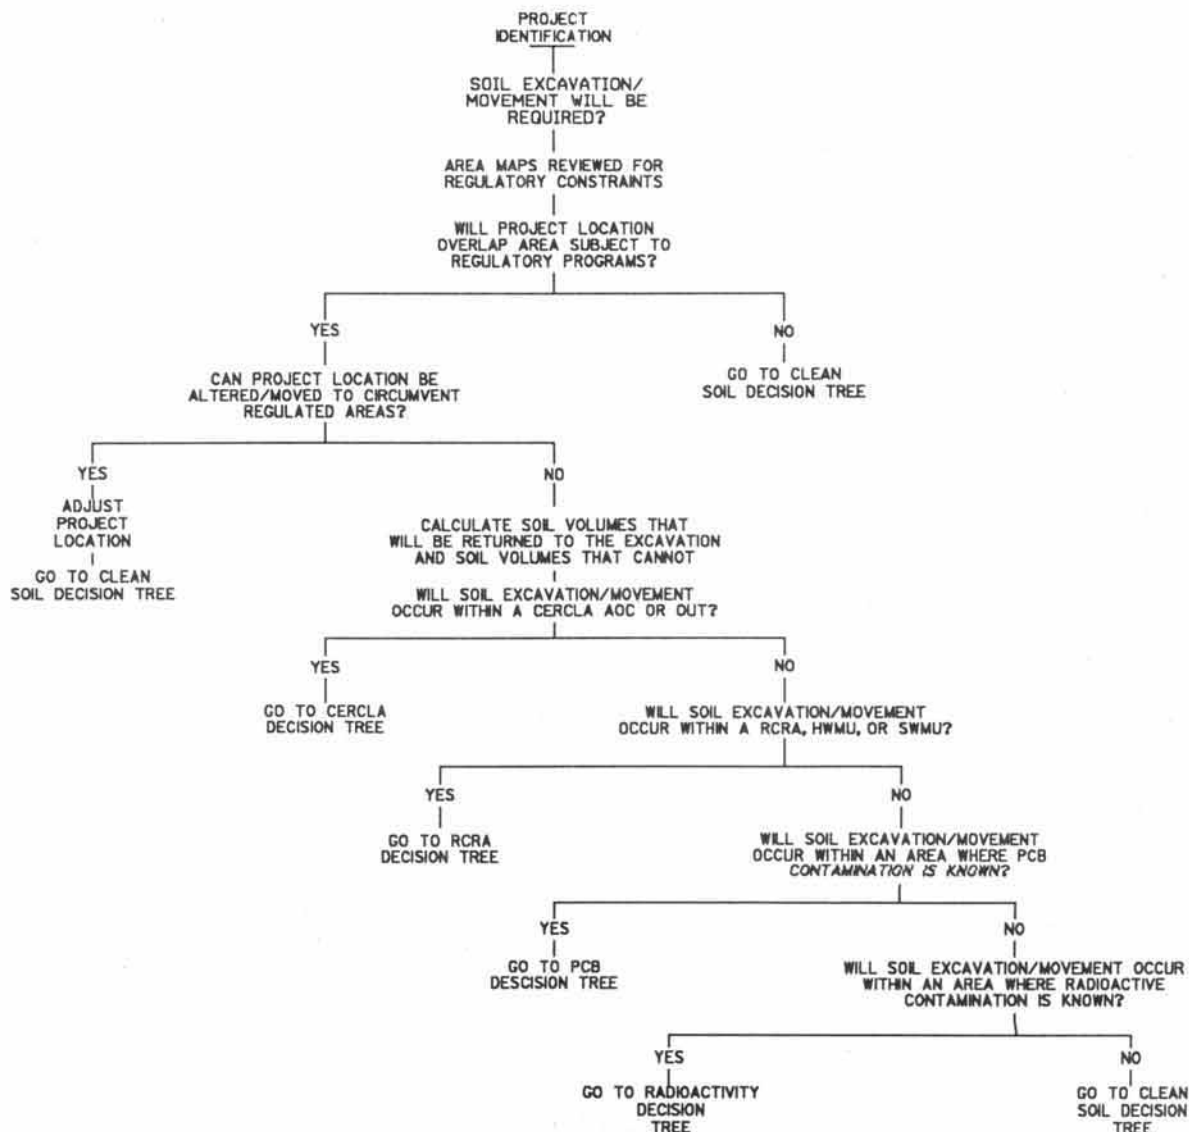 PROJECT
IDENTIFICATION
SOIL EXCAVATION/
MOVEMENT WILL BE
REQUIRED?
AREA MAPS REVIEWED FOR
REGULATORY CONSTRAINTS
WILL PROJECT LOCATION
OVERLAP AREA SUBJECT TO
REGULATORY PROGRAMS?
YES
NO
CAN PROJECT LOCATION BE
ALTERED/MOVED TO CIRCUMVENT
REGULATED AREAS?
GO TO CLEAN
SOIL DECISION TREE
YES
NO
ADJUST
PROJECT
LOCATION
GO TO CLEAN
SOIL DECISION TREE
CALCULATE SOIL VOLUMES THAT
WILL BE RETURNED TO THE EXCAVATION
AND SOIL VOLUMES THAT CANNOT
WILL SOIL EXCAVATION/MOVEMENT
OCCUR WITHIN A CERCLA AOC OR OUT?
YES
NO
GO TO CERCLA
DECISION TREE
WILL SOIL EXCAVATION/MOVEMENT
OCCUR WITHIN A RCRA, HWMU, OR SWMU?
YES
NO
GO TO RCRA
DECISION TREE
WILL SOIL EXCAVATION/MOVEMENT
OCCUR WITHIN AN AREA WHERE PCB
CONTAMINATION IS KNOWN?
YES
NO
GO TO PCB
DESCISION TREE
WILL SOIL EXCAVATION/MOVEMENT OCCUR
WITHIN AN AREA WHERE RADIOACTIVE
CONTAMINATION IS KNOWN?
YES
NO
GO TO RADIOACTIVITY
DECISION
TREE
GO TO CLEAN
SOIL DECISION
TREE